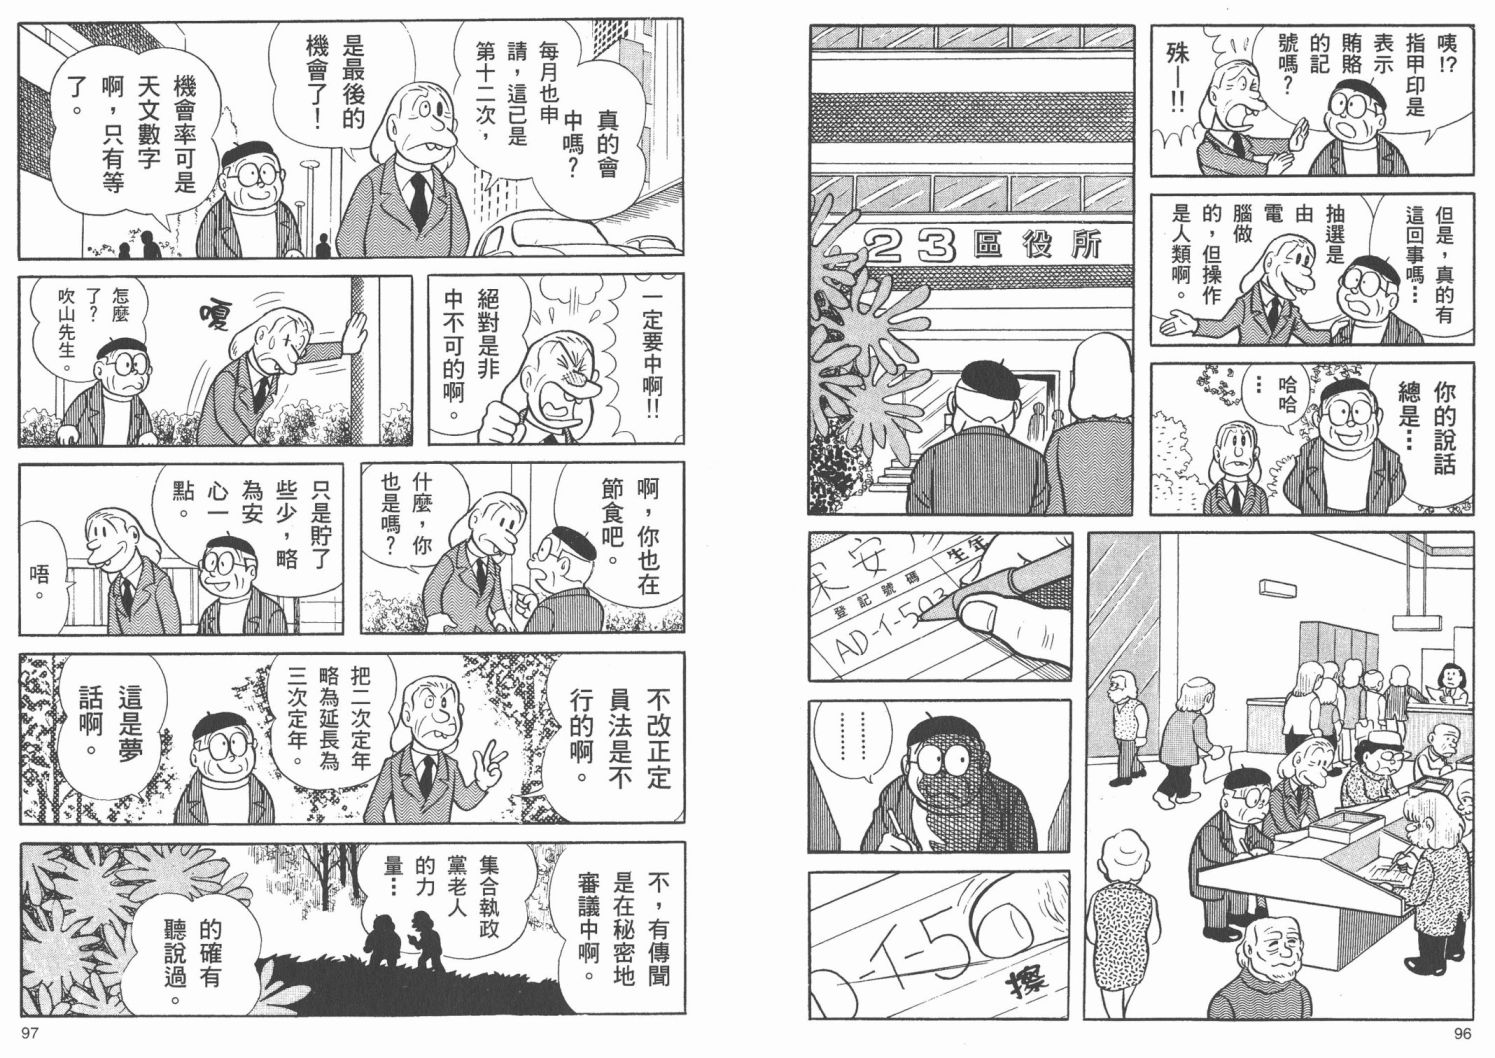 咦!?
指甲印是
表示
賄賂
的記
號嗎？
殊—!!
但是，真的有
這回事嗎…
抽選是
由
電
腦做
的，但操作
是人類啊。
你的說話
總是…
哈哈
…
23區役所
安
生年
登記號碼
AD-1-503
………
D-1-50
擦
96
真的會
中嗎？
每月也申
請，這已是
第十二次，
是最後的
機會了！
機會率可是
天文數字
啊，只有等
了。
一定要中啊!!
絕對是非
中不可的啊。
嗄
怎麼
了？
吹山先生。
啊，你也在
節食吧。
什麼，你
也是嗎？
只是貯了
些少，略
為安
心一
點。
唔。
不改正定
員法是不
行的啊。
把二次定年
略為延長為
三次定年。
這是夢
話啊。
不，有傳聞
是在秘密地
審議中啊。
集合執政
黨老人
的力
量…
的確有
聽說過。
97